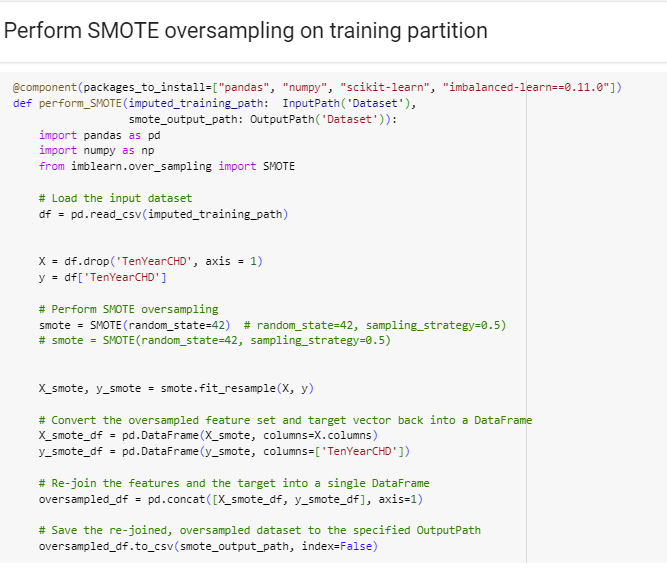 Perform SMOTE oversampling on training partition
@component(packages_to_install=["pandas", "numpy", "scikit-learn", "imbalanced-learn==0.11.0"])
def perform_SMOTE(imputed_training_path:  InputPath('Dataset'),
                  smote_output_path: OutputPath('Dataset')):
    import pandas as pd
    import numpy as np
    from imblearn.over_sampling import SMOTE

    # Load the input dataset
    df = pd.read_csv(imputed_training_path)


    X = df.drop('TenYearCHD', axis = 1)
    y = df['TenYearCHD']

    # Perform SMOTE oversampling
    smote = SMOTE(random_state=42)  # random_state=42, sampling_strategy=0.5)
    # smote = SMOTE(random_state=42, sampling_strategy=0.5)


    X_smote, y_smote = smote.fit_resample(X, y)

    # Convert the oversampled feature set and target vector back into a DataFrame
    X_smote_df = pd.DataFrame(X_smote, columns=X.columns)
    y_smote_df = pd.DataFrame(y_smote, columns=['TenYearCHD'])

    # Re-join the features and the target into a single DataFrame
    oversampled_df = pd.concat([X_smote_df, y_smote_df], axis=1)

    # Save the re-joined, oversampled dataset to the specified OutputPath
    oversampled_df.to_csv(smote_output_path, index=False)